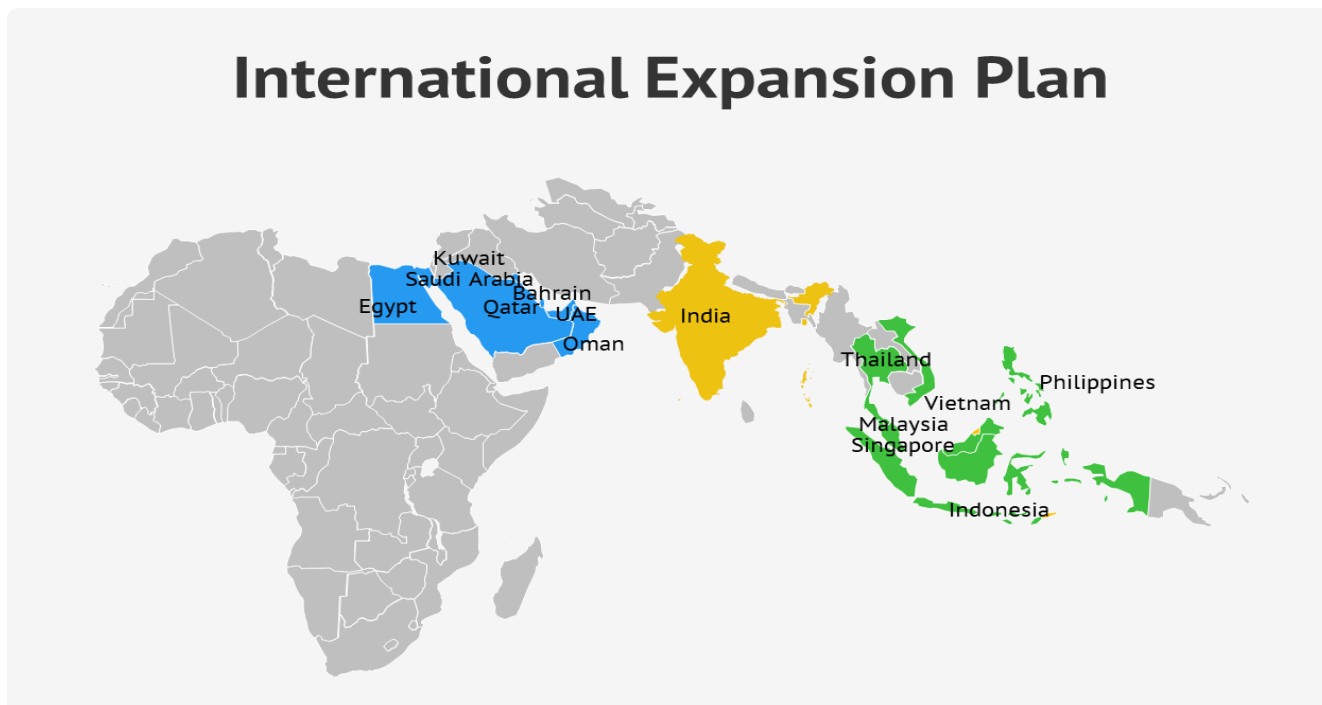 International Expansion Plan
Kuwait
Saudi Arabia
Bahrain
Egypt
Qatar
UAE
India
Oman
Thailand
Philippines
Vietnam
Malaysia
Singapore
Indonesia